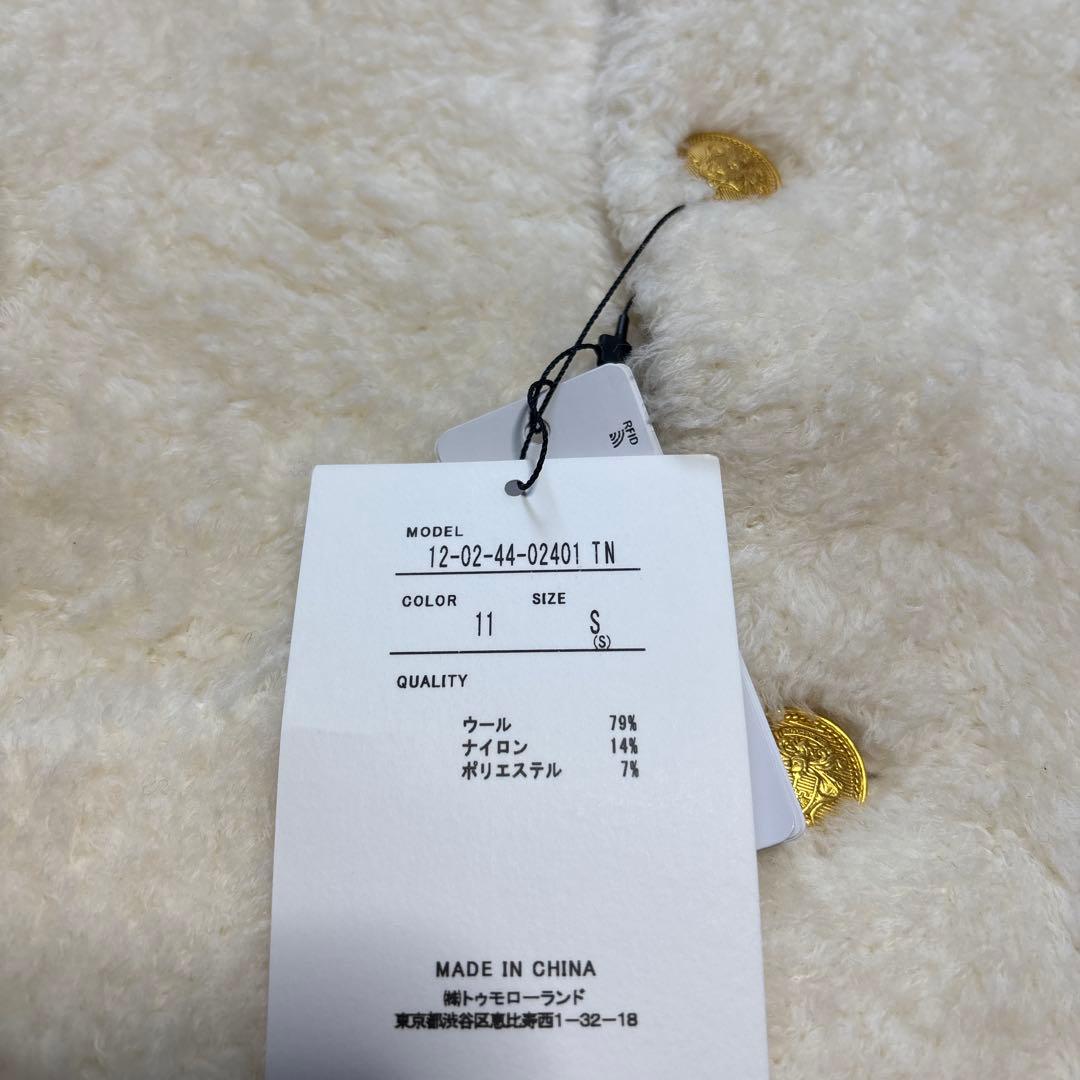 RFID
MODEL
12-02-44-02401 TN
COLOR SIZE
11 S
(S)
QUALITY
ウール 79%
ナイロン 14%
ポリエステル 7%
MADE IN CHINA
㈱トゥモローランド
東京都渋谷区恵比寿西1-32-18